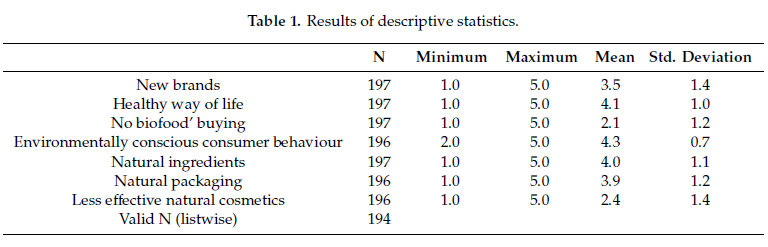 Table 1. Results of descriptive statistics.
N Minimum Maximum Mean Std. Deviation
New brands 197 1.0 5.0 3.5 1.4
Healthy way of life 197 1.0 5.0 4.1 1.0
No biofood' buying 197 1.0 5.0 2.1 1.2
Environmentally conscious consumer behaviour 196 2.0 5.0 4.3 0.7
Natural ingredients 197 1.0 5.0 4.0 1.1
Natural packaging 196 1.0 5.0 3.9 1.2
Less effective natural cosmetics 196 1.0 5.0 2.4 1.4
Valid N (listwise) 194